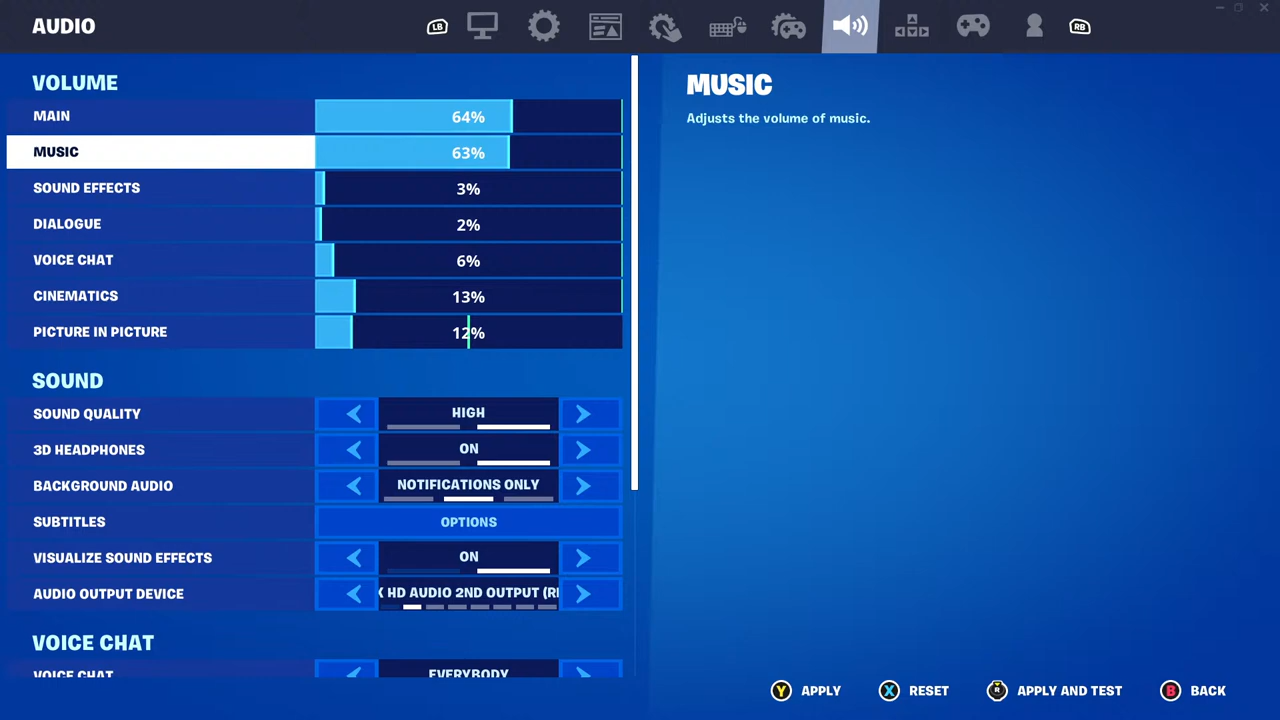 AUDIO
LB
RB
VOLUME
MAIN 64%
MUSIC 63%
SOUND EFFECTS 3%
DIALOGUE 2%
VOICE CHAT 6%
CINEMATICS 13%
PICTURE IN PICTURE 12%
SOUND
SOUND QUALITY HIGH
3D HEADPHONES ON
BACKGROUND AUDIO NOTIFICATIONS ONLY
SUBTITLES OPTIONS
VISUALIZE SOUND EFFECTS ON
AUDIO OUTPUT DEVICE K HD AUDIO 2ND OUTPUT (RE
VOICE CHAT
VOICE CHAT EVERYBODY
MUSIC
Adjusts the volume of music.
Y APPLY
X RESET
R APPLY AND TEST
B BACK